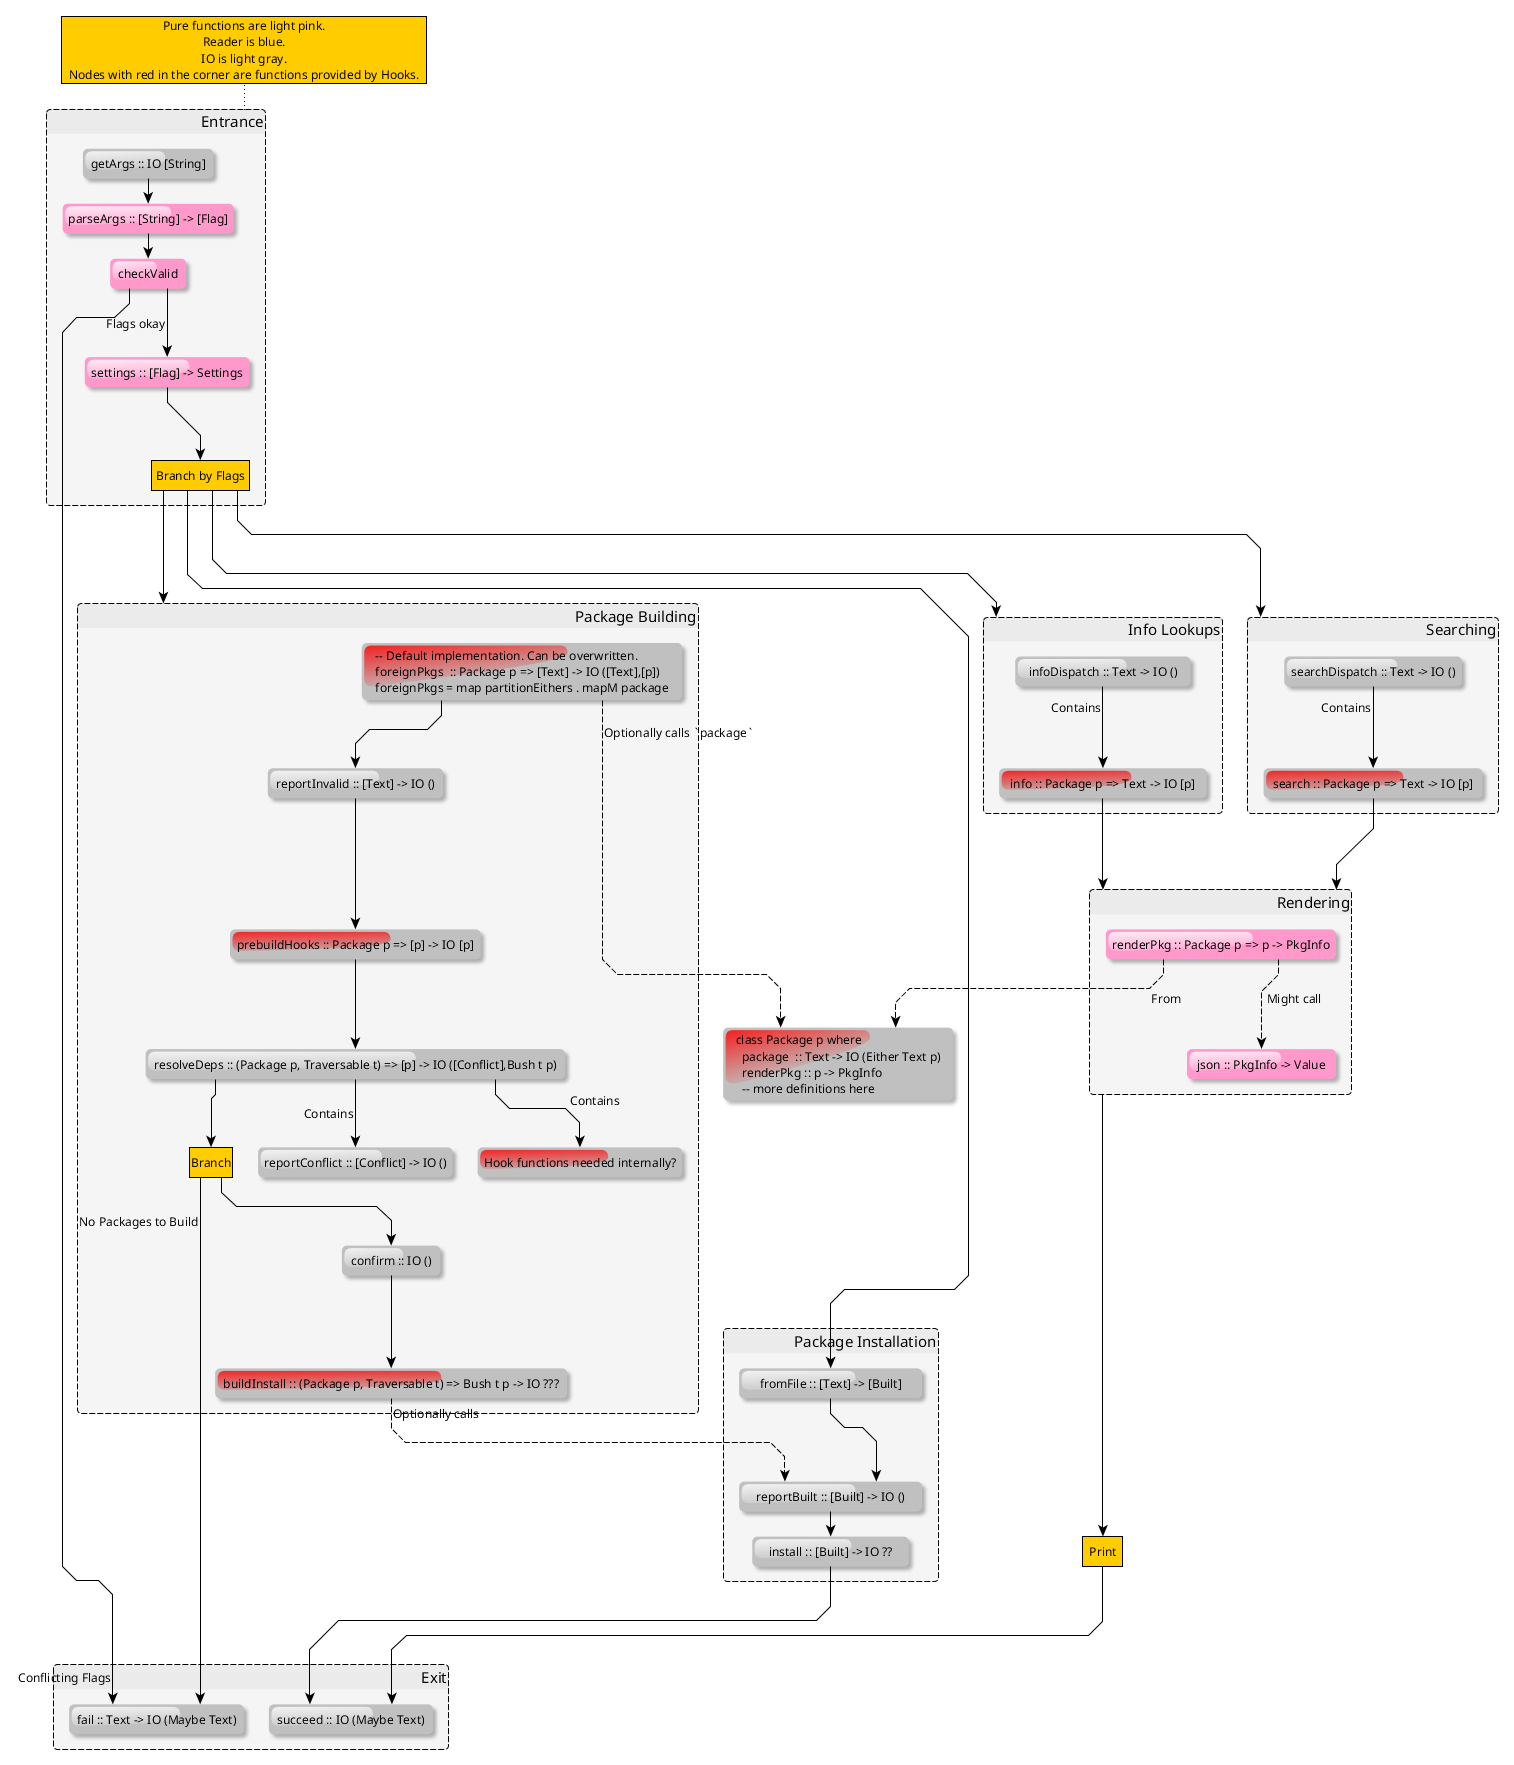 Pure functions are light pink.
Reader is blue.
IO is light gray.
Nodes with red in the corner are functions provided by Hooks.
Entrance
getArgs :: IO [String]
parseArgs :: [String] -> [Flag]
checkValid
Flags okay
settings :: [Flag] -> Settings
Branch by Flags
Package Building
-- Default implementation. Can be overwritten.
foreignPkgs  :: Package p => [Text] -> IO ([Text],[p])
foreignPkgs = map partitionEithers . mapM package
Optionally calls `package`
reportInvalid :: [Text] -> IO ()
prebuildHooks :: Package p => [p] -> IO [p]
resolveDeps :: (Package p, Traversable t) => [p] -> IO ([Conflict],Bush t p)
Contains
Contains
Branch
reportConflict :: [Conflict] -> IO ()
Hook functions needed internally?
No Packages to Build
confirm :: IO ()
buildInstall :: (Package p, Traversable t) => Bush t p -> IO ???
Optionally calls
Info Lookups
infoDispatch :: Text -> IO ()
Contains
info :: Package p => Text -> IO [p]
Searching
searchDispatch :: Text -> IO ()
Contains
search :: Package p => Text -> IO [p]
Rendering
renderPkg :: Package p => p -> PkgInfo
From
Might call
json :: PkgInfo -> Value
class Package p where
package  :: Text -> IO (Either Text p)
renderPkg :: p -> PkgInfo
-- more definitions here
Package Installation
fromFile :: [Text] -> [Built]
reportBuilt :: [Built] -> IO ()
install :: [Built] -> IO ??
Print
Exit
Conflicting Flags
fail :: Text -> IO (Maybe Text)
succeed :: IO (Maybe Text)